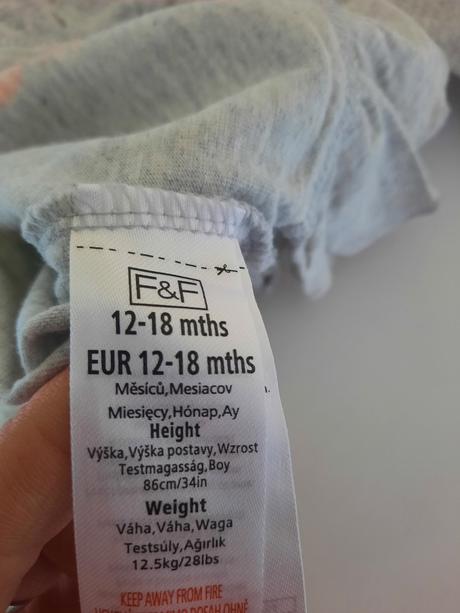 F&F
12-18 mths
EUR 12-18 mths
Měsíců,Mesiacov
Miesięcy,Hónap,Ay
Height
Výška,Výška postavy,Wzrost
Testmagasság,Boy
86cm/34in
Weight
Váha,Váha,Waga
Testsúly,Ağırlık
12.5kg/28lbs
KEEP AWAY FROM FIRE